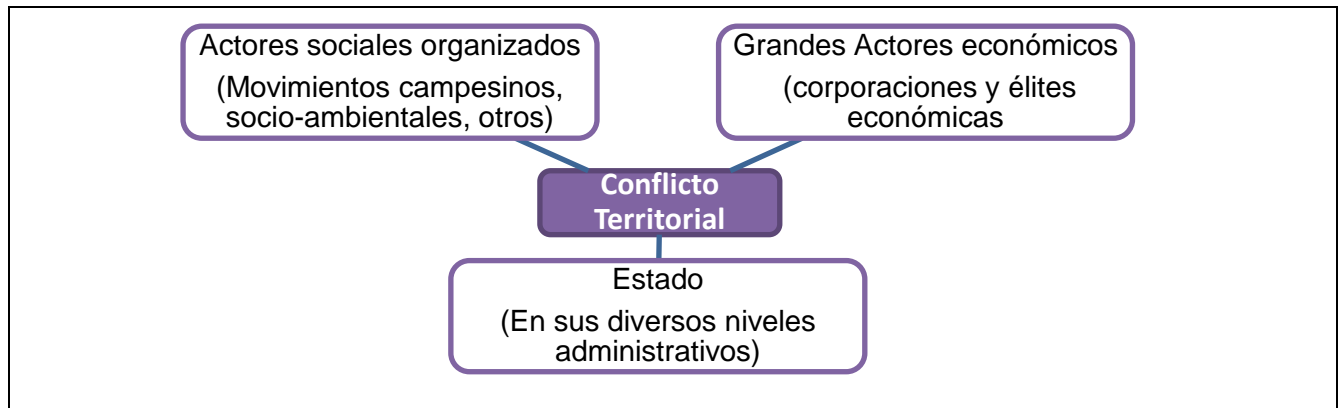 Actores sociales organizados
(Movimientos campesinos,
socio-ambientales, otros)
Grandes Actores económicos
(corporaciones y élites
económicas
Conflicto
Territorial
Estado
(En sus diversos niveles
administrativos)